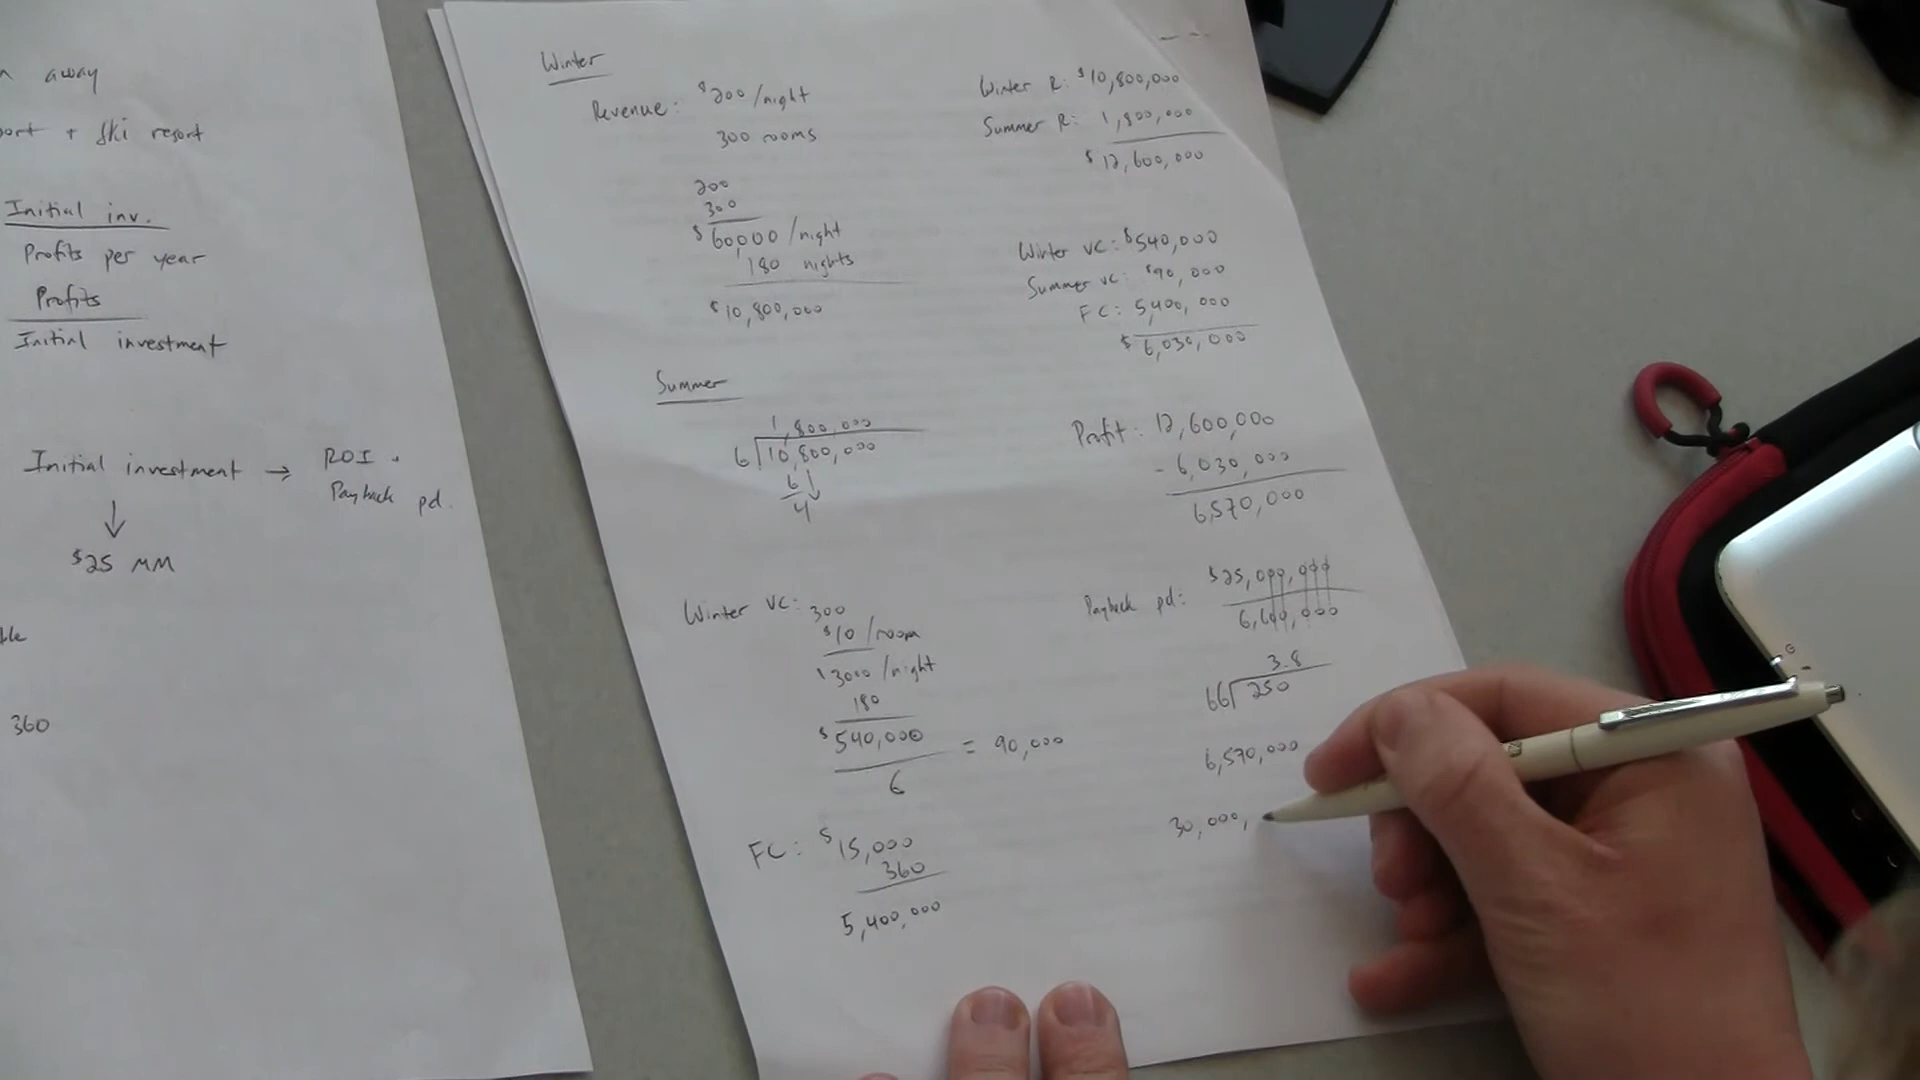 away
+ Ski resort
Initial inv.
Profits per year
Profits
Initial investment
Initial investment → ROI
Payback pd.
↓
$25 MM
360
Winter
Revenue: $200 /night
300 rooms
200
300
$60,000 /night
180 nights
$10,800,000
Summer
1,800,000
6 10,800,000
6
4
Winter VC: 300
$10 /room
$3000 /night
180
$540,000
6 = 90,000
FC: $15,000
360
5,400,000
Winter R: $10,800,000
Summer R: 1,800,000
$12,600,000
Winter VC: $540,000
Summer VC: $90,000
FC: 5,400,000
$6,030,000
Profit: 12,600,000
- 6,030,000
6,570,000
Payback pd: $25,000,000
6,600,000
3.8
66 250
6,570,000
30,000,